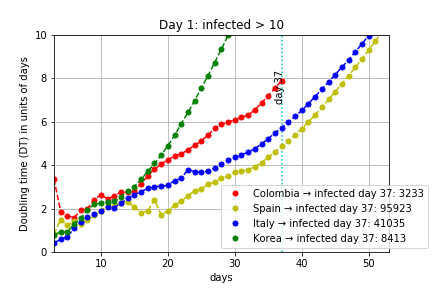 Day 1: infected > 10
Doubling time (DT) in units of days
10
8
6
4
2
0
day 37
Colombia → infected day 37: 3233
Spain → infected day 37: 95923
Italy → infected day 37: 41035
Korea → infected day 37: 8413
10 20 30 40 50
days